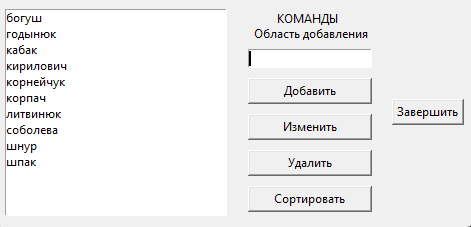 богуш
годынюк
кабак
кирилович
корнейчук
корпач
литвинюк
соболева
шнур
шпак
КОМАНДЫ
Область добавления
Добавить
Изменить
Удалить
Сортировать
Завершить